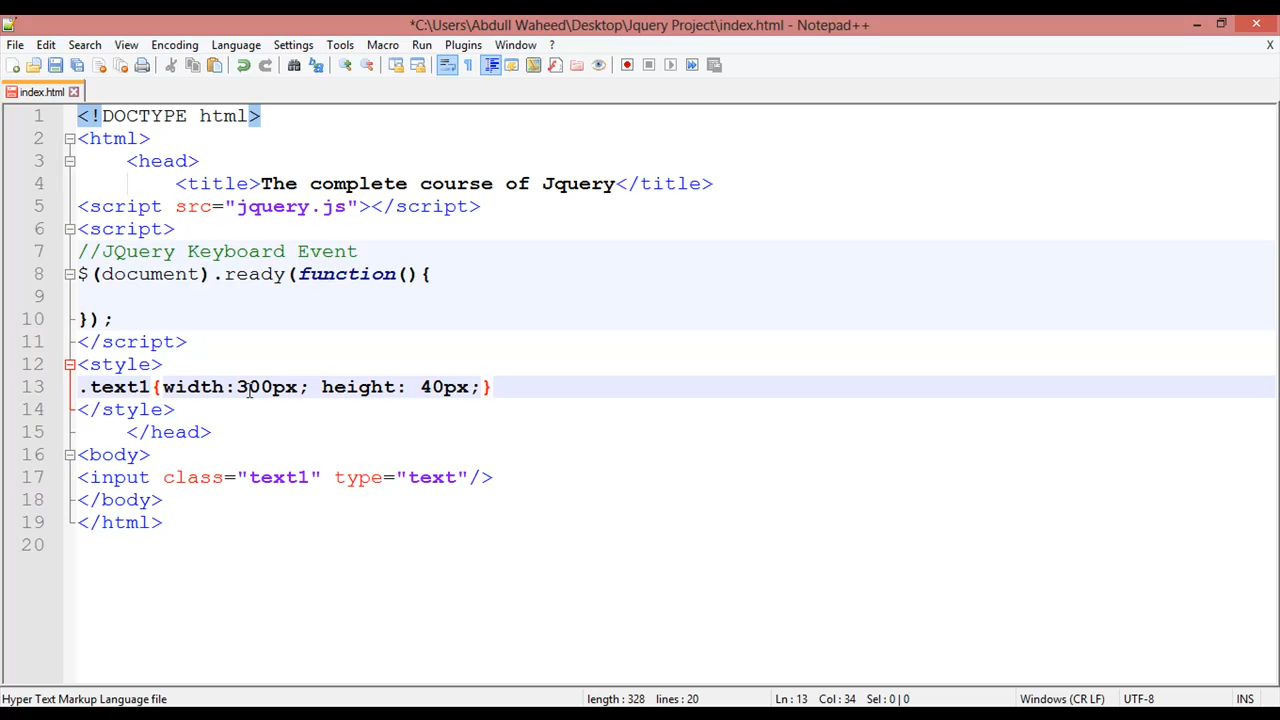 *C:\Users\Abdull Waheed\Desktop\Jquery Project\index.html - Notepad++
File Edit Search View Encoding Language Settings Tools Macro Run Plugins Window ? X
index.html
1 <!DOCTYPE html>
2 <html>
3 <head>
4 <title>The complete course of Jquery</title>
5 <script src="jquery.js"></script>
6 <script>
7 //JQuery Keyboard Event
8 $(document).ready(function(){
9
10 });
11 </script>
12 <style>
13 .text1{width:300px; height: 40px;}
14 </style>
15 </head>
16 <body>
17 <input class="text1" type="text"/>
18 </body>
19 </html>
20
Hyper Text Markup Language file length : 328 lines : 20 Ln : 13 Col : 34 Sel : 0 | 0 Windows (CR LF) UTF-8 INS